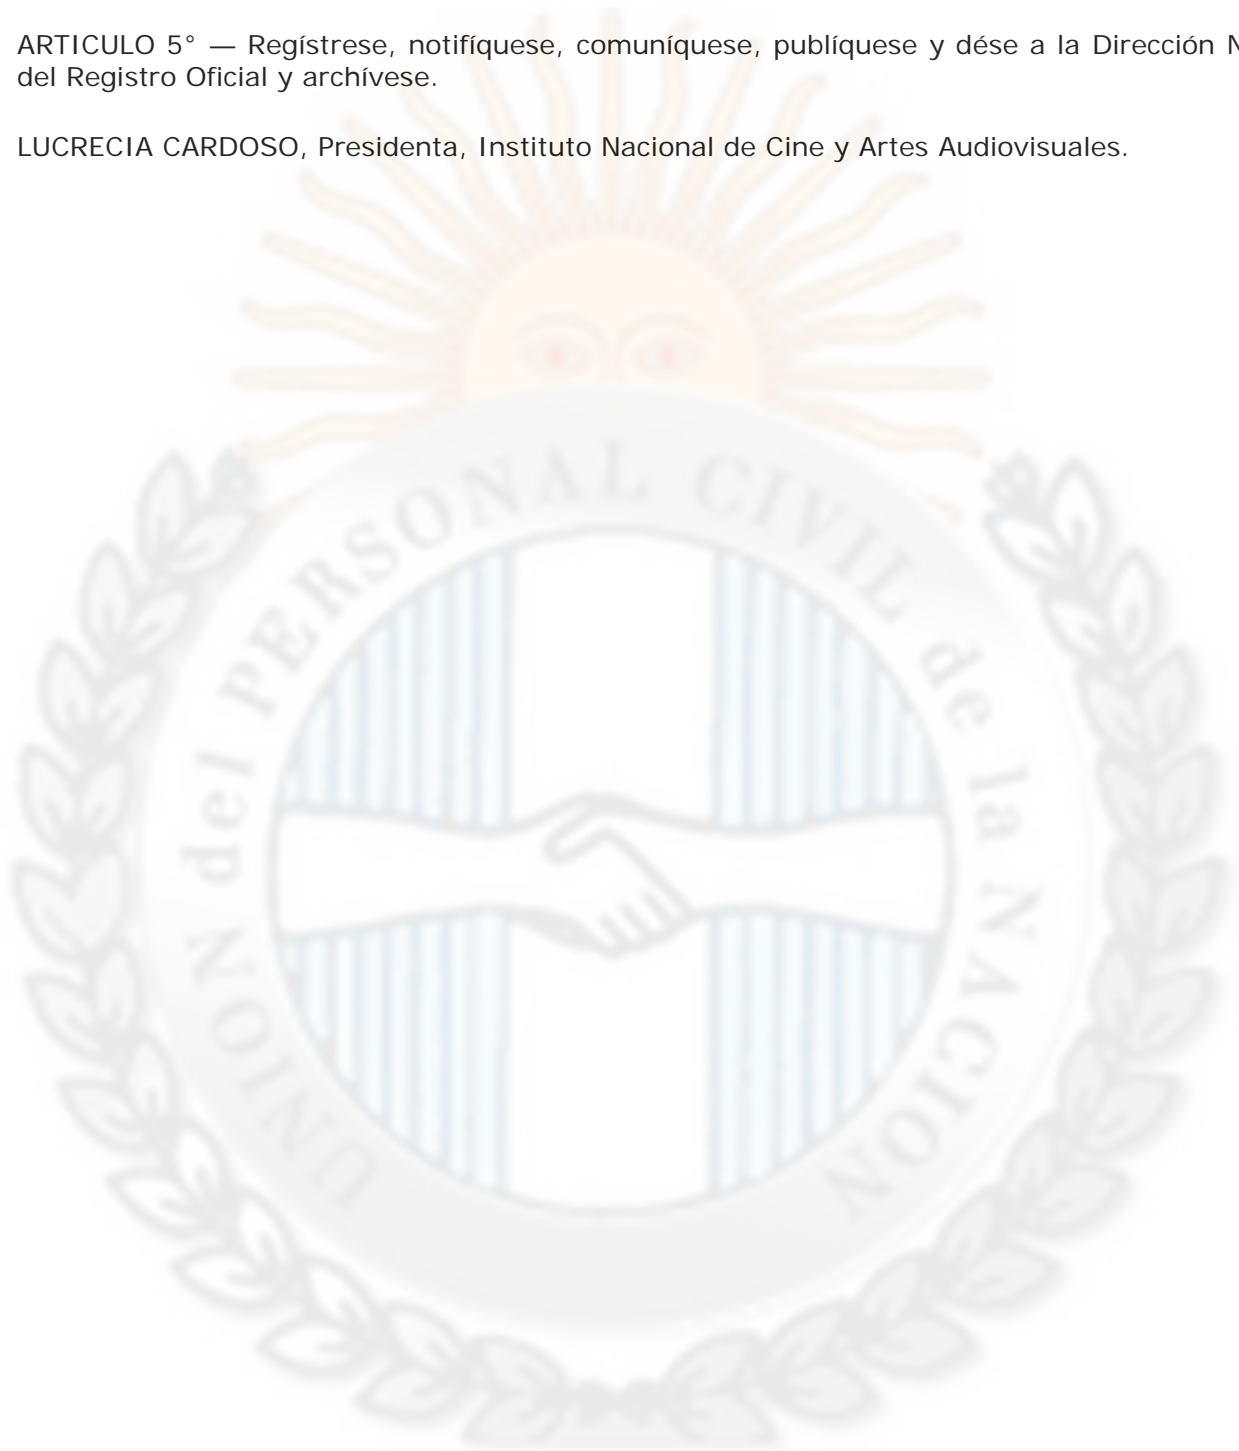 ARTICULO 5° — Regístrese, notifíquese, comuníquese, publíquese y dése a la Dirección N
del Registro Oficial y archívese.
LUCRECIA CARDOSO, Presidenta, Instituto Nacional de Cine y Artes Audiovisuales.
UNION del PERSONAL CIVIL de la NACION